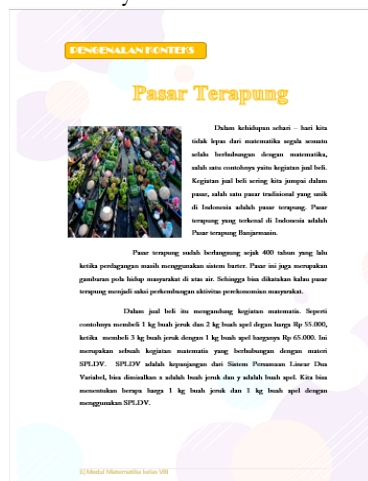 PENGENALAN KONTEKS
Pasar Terapung
Dalam kehidupan sehari – hari kita
tidak lepas dari matematika segala sesuatu
selalu berhubungan dengan matematika,
salah satu contohnya yaitu kegiatan jual beli.
Kegiatan jual beli sering kita jumpai dalam
pasar, salah satu pasar tradisional yang unik
di Indonesia adalah pasar terapung. Pasar
terapung yang terkenal di Indonesia adalah
Pasar terapung Banjarmasin.
Pasar terapung sudah berlangsung sejak 400 tahun yang lalu
ketika perdagangan masih menggunakan sistem barter. Pasar ini juga merupakan
gambaran pola hidup masyarakat di atas air. Sehingga bisa dikatakan kalau pasar
terapung menjadi saksi perkembangan aktivitas perekonomian masyarakat.
Dalam jual beli itu mengandung kegiatan matematis. Seperti
contohnya membeli 1 kg buah jeruk dan 2 kg buah apel degan harga Rp 55.000,
ketika membeli 3 kg buah jeruk dengan 1 kg buah apel harganya Rp 65.000. Ini
merupakan sebuah kegiatan matematis yang berhubungan dengan materi
SPLDV. SPLDV adalah kepanjangan dari Sistem Persamaan Linear Dua
Variabel, bisa dimisalkan x adalah buah jeruk dan y adalah buah apel. Kita bisa
menentukan berapa harga 1 kg buah jeruk dan 1 kg buah apel dengan
menggunakan SPLDV.
Modul Matematika kelas VIII